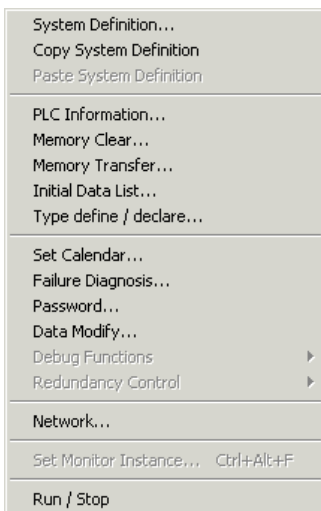 System Definition...
Copy System Definition
Paste System Definition
PLC Information...
Memory Clear...
Memory Transfer...
Initial Data List...
Type define / declare...
Set Calendar...
Failure Diagnosis...
Password...
Data Modify...
Debug Functions
Redundancy Control
Network...
Set Monitor Instance... Ctrl+Alt+F
Run / Stop